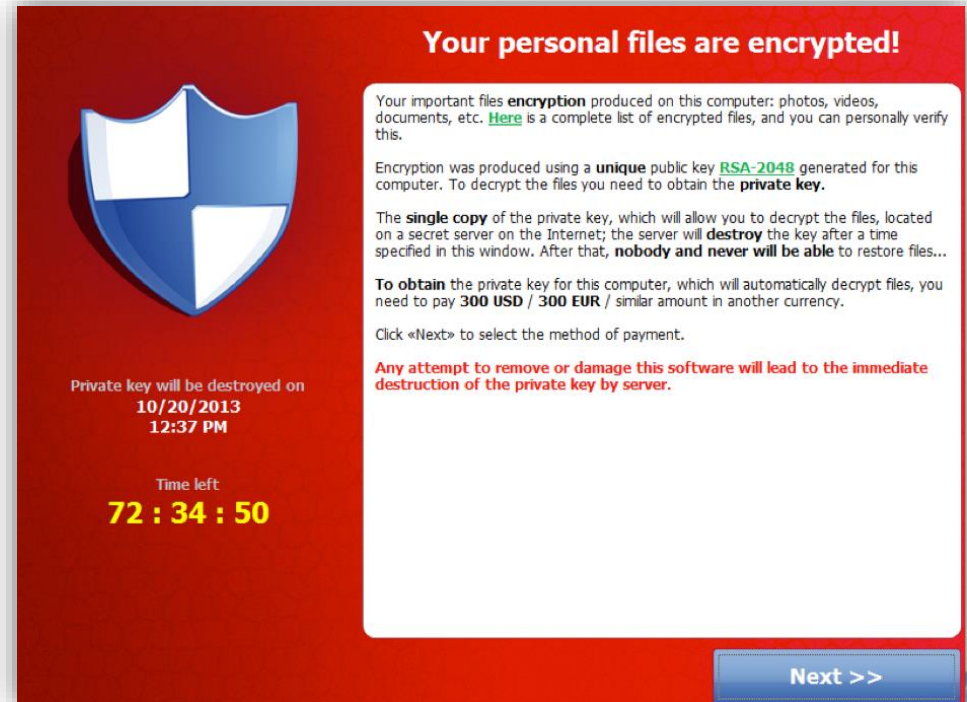 Your personal files are encrypted!
Your important files encryption produced on this computer: photos, videos,
documents, etc. Here is a complete list of encrypted files, and you can personally verify
this.
Encryption was produced using a unique public key RSA-2048 generated for this
computer. To decrypt the files you need to obtain the private key.
The single copy of the private key, which will allow you to decrypt the files, located
on a secret server on the Internet; the server will destroy the key after a time
specified in this window. After that, nobody and never will be able to restore files...
To obtain the private key for this computer, which will automatically decrypt files, you
need to pay 300 USD / 300 EUR / similar amount in another currency.
Click «Next» to select the method of payment.
Any attempt to remove or damage this software will lead to the immediate
destruction of the private key by server.
Private key will be destroyed on
10/20/2013
12:37 PM
Time left
72 : 34 : 50
Next >>